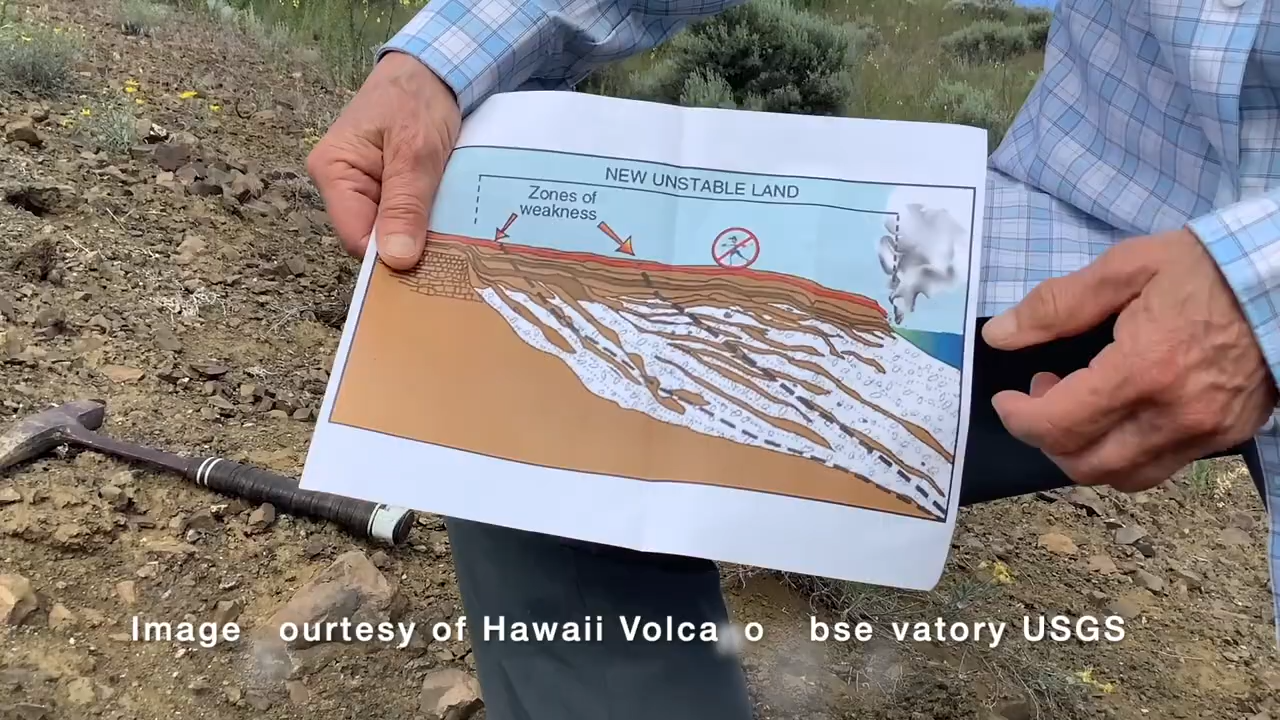 NEW UNSTABLE LAND
Zones of
weakness
Image ourtesy of Hawaii Volca o bse vatory USGS